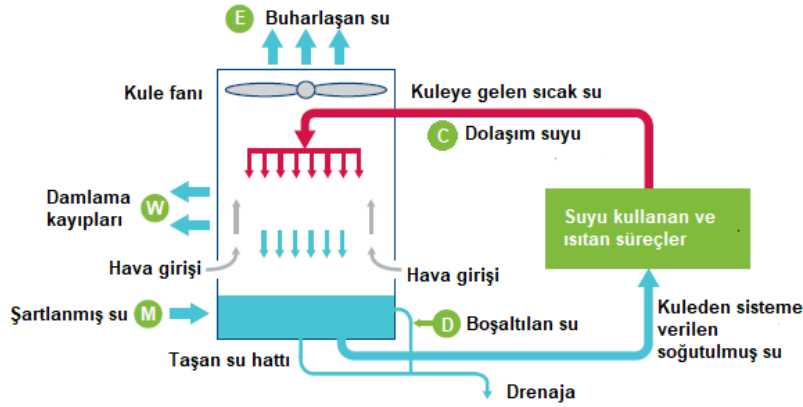 E Buharlaşan su
Kule fanı
Kuleye gelen sıcak su
C Dolaşım suyu
Damlama
kayıpları
W
Suyu kullanan ve
ısıtan süreçler
Hava girişi
Hava girişi
Şartlanmış su M
D Boşaltılan su
Kuleden sisteme
verilen
soğutulmuş su
Taşan su hattı
Drenaja